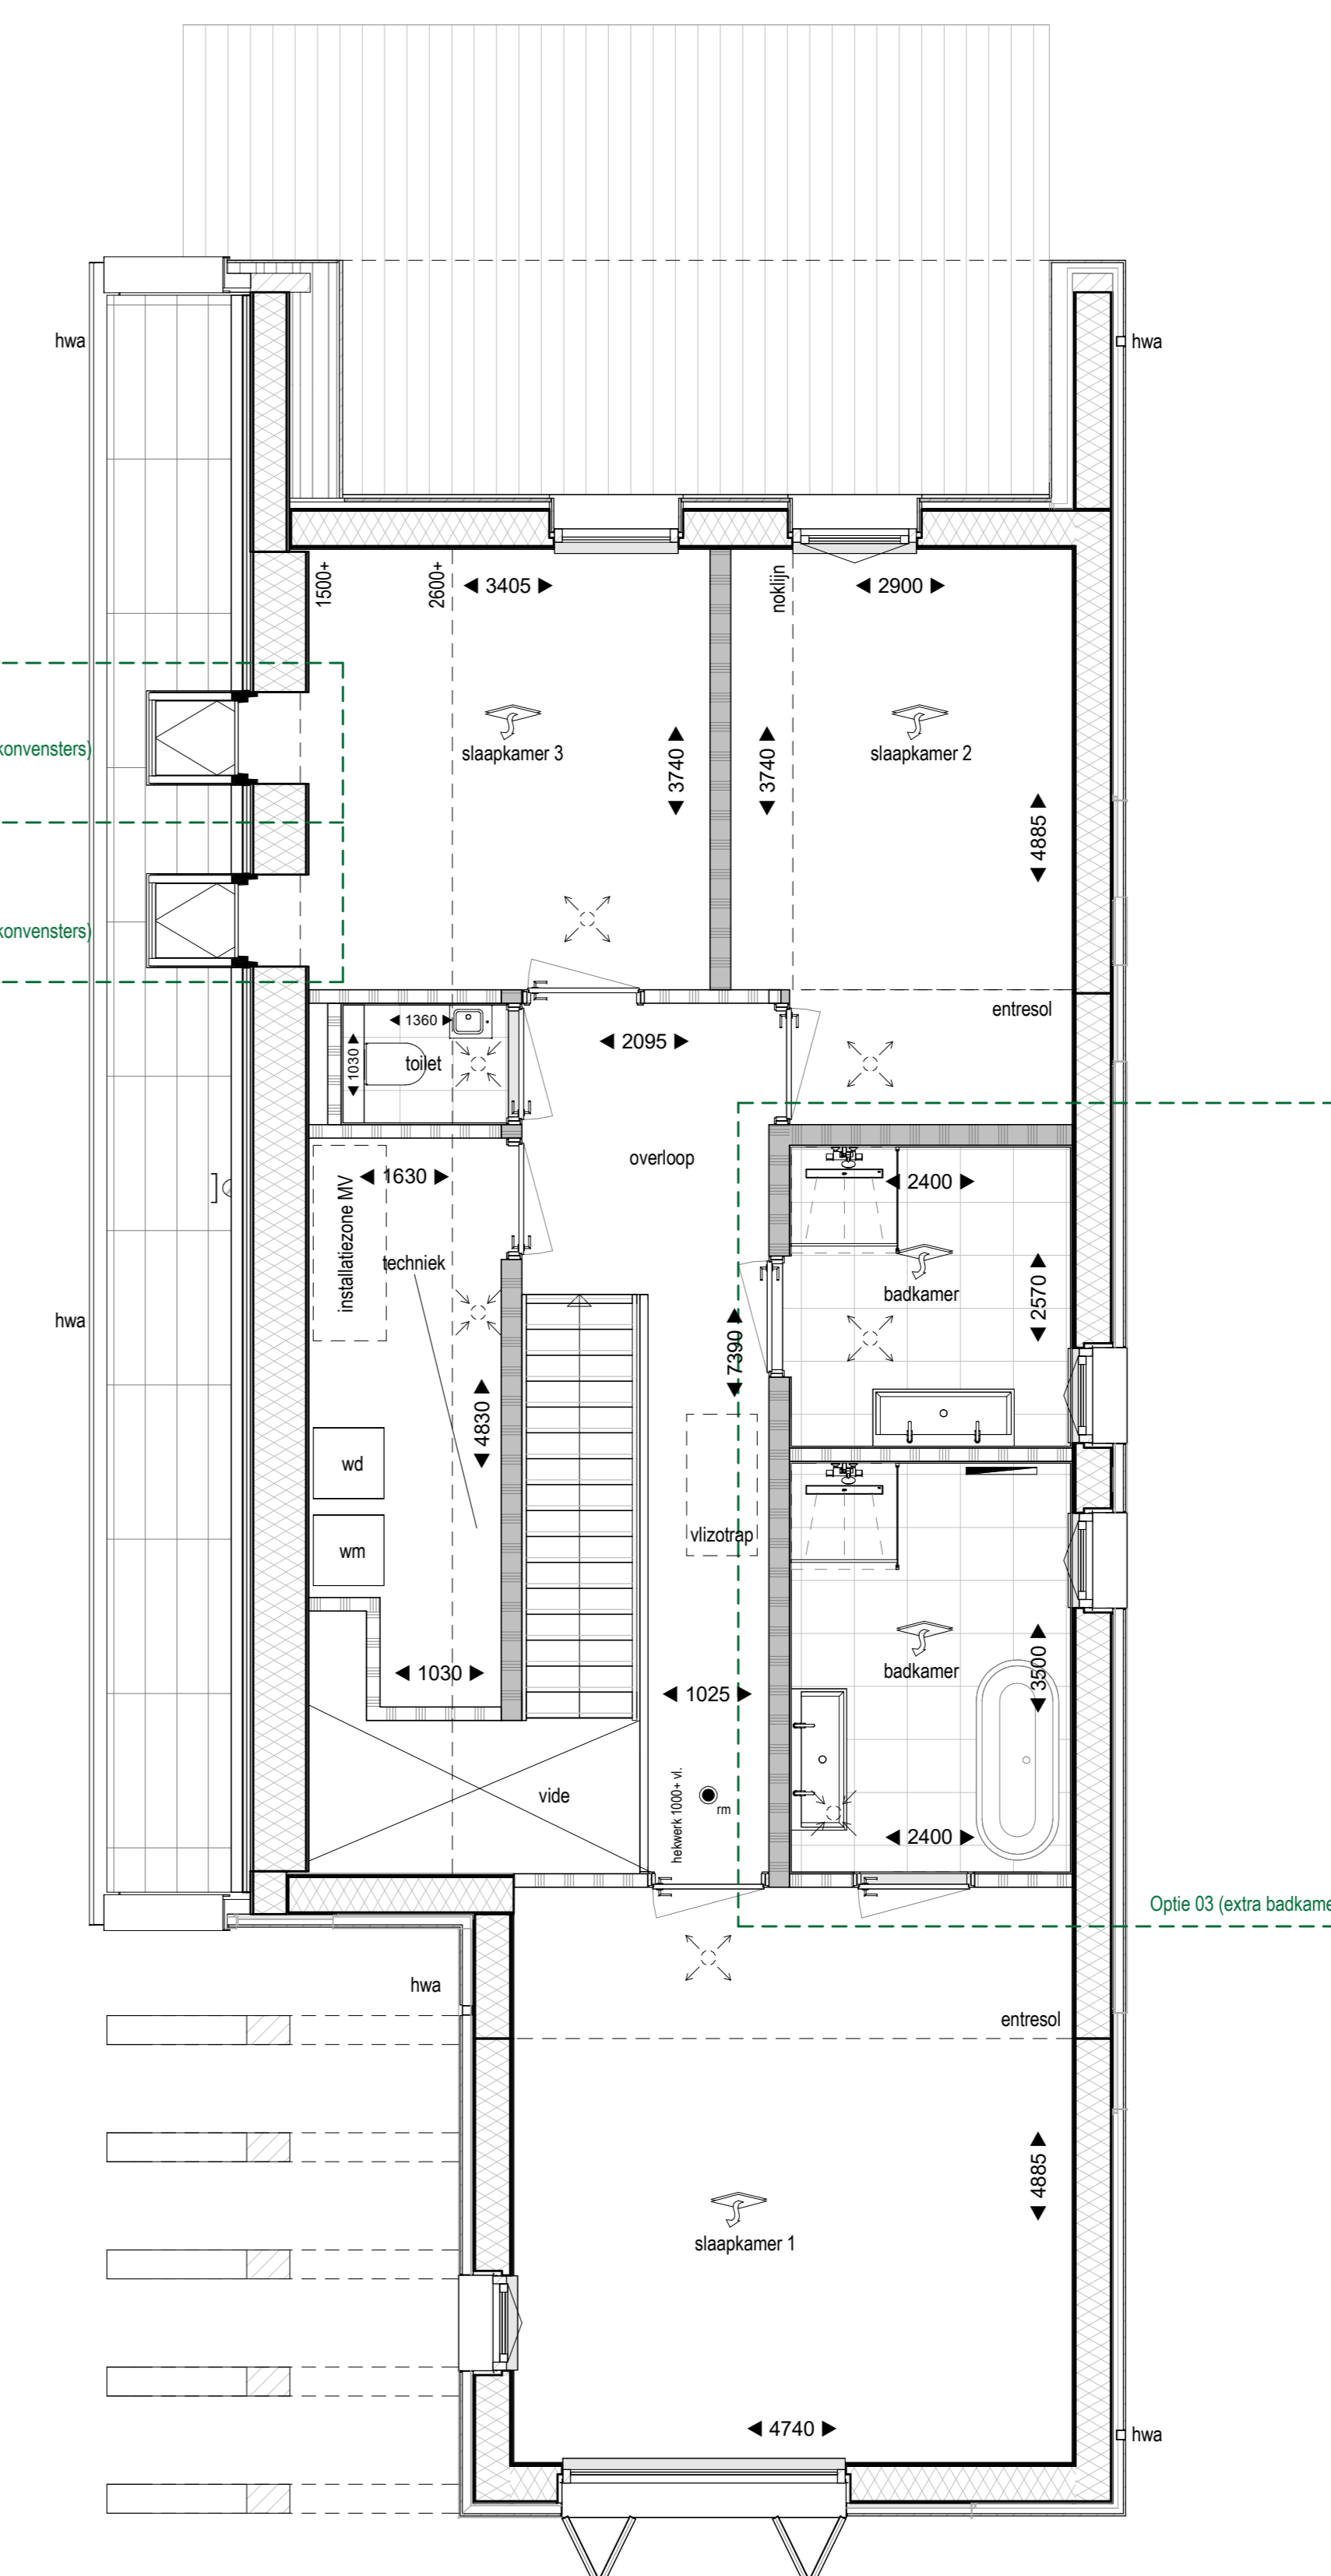 hwa
hwa
1500+
2600+
3405
noklijn
2900
slaapkamer 3
3740
3740
slaapkamer 2
konvensters)
4885
konvensters)
entresol
1360
1030
toilet
2095
overloop
1630
installatiezone MV
techniek
2400
badkamer
2570
hwa
7390
4830
wd
vlizotrap
wm
badkamer
3500
1030
1025
vide
hekwerk 1000+ vl.
rm
2400
Optie 03 (extra badkame
hwa
entresol
4885
slaapkamer 1
4740
hwa